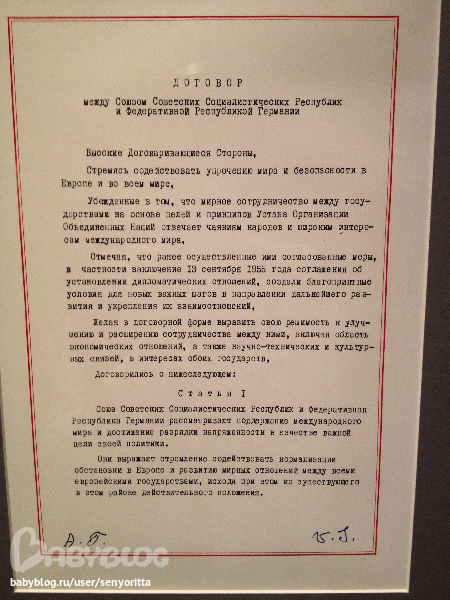 ДОГОВОР
между Союзом Советских Социалистических Республик
и Федеративной Республикой Германии
Высокие Договаривающиеся Стороны,
Стремясь содействовать упрочению мира и безопасности в
Европе и во всем мире,
Убежденные в том, что мирное сотрудничество между госу-
дарствами на основе целей и принципов Устава Организации
Объединенных Наций отвечает чаяниям народов и широким интере-
сам международного мира,
Отмечая, что ранее осуществленные ими согласованные меры,
в частности заключение 13 сентября 1955 года соглашения об
установлении дипломатических отношений, создали благоприятные
условия для новых важных шагов в направлении дальнейшего раз-
вития и укрепления их взаимоотношений,
Желая в договорной форме выразить свою решимость к улуч-
шению и расширению сотрудничества между ними, включая область
экономических отношений, а также научно-технических и культур-
ных связей, в интересах обоих государств,
Договорились о нижеследующем:
Статья I
Союз Советских Социалистических Республик и Федеративная
Республика Германии рассматривают поддержание международного
мира и достижение разрядки напряженности в качестве важной
цели своей политики.
Они выражают стремление содействовать нормализации
обстановки в Европе и развитию мирных отношений между всеми
европейскими государствами, исходя при этом из существующего
в этом районе действительного положения.
А.Г.
BABYBLOG
babyblog.ru/user/senyoritta